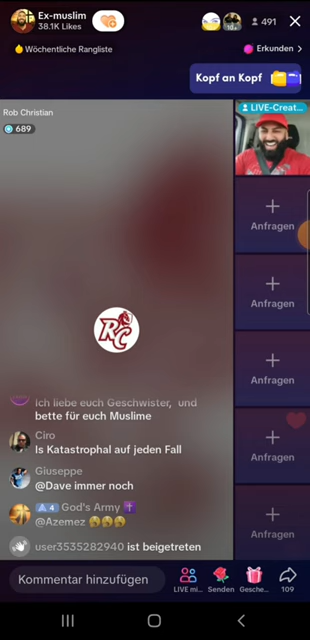 Ex-muslim
38.1K Likes
491
Wöchentliche Rangliste
Erkunden >
Kopf an Kopf
Rob Christian
689
LIVE-Creat...
RC
+ Anfragen
+ Anfragen
+ Anfragen
+ Anfragen
+ Anfragen
Ich liebe euch Geschwister, und
bette für euch Muslime
Ciro
Is Katastrophal auf jeden Fall
Giuseppe
@Dave immer noch
4 God's Army
@Azemez
user3535282940 ist beigetreten
Kommentar hinzufügen
LIVE mi...
Senden
Gesche...
109